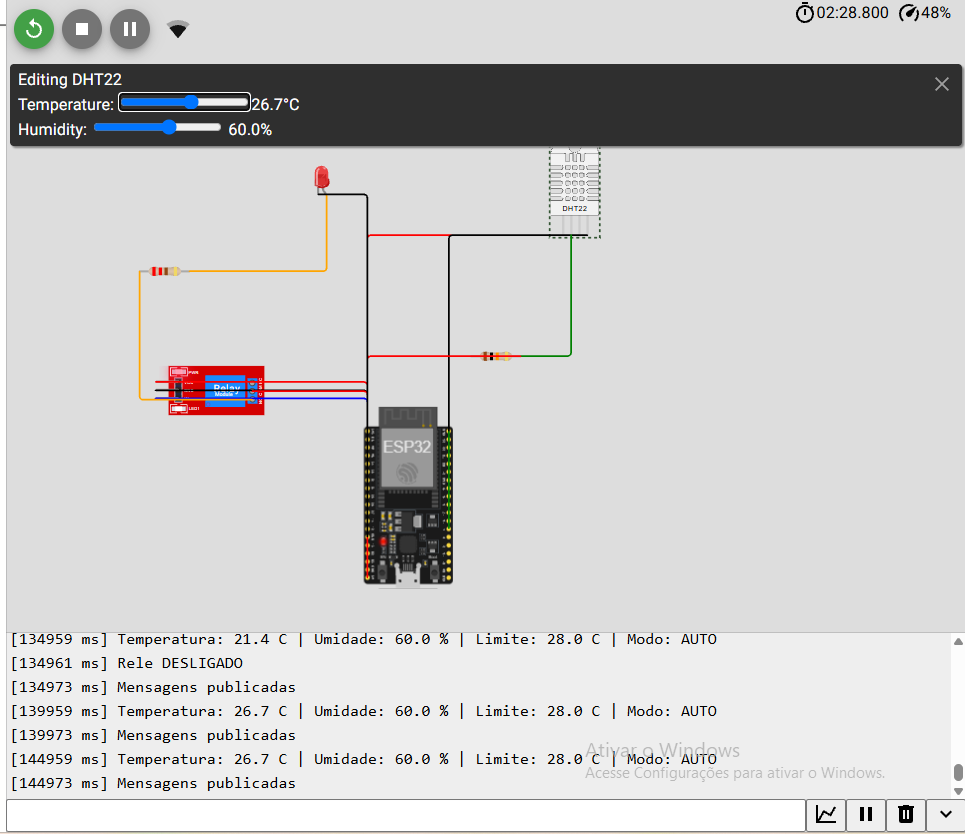 02:28.800 48%
Editing DHT22
Temperature: 26.7°C
Humidity: 60.0%
DHT22
PWR
Relay
Module
LED1
ESP32
[134959 ms] Temperatura: 21.4 C | Umidade: 60.0 % | Limite: 28.0 C | Modo: AUTO
[134961 ms] Rele DESLIGADO
[134973 ms] Mensagens publicadas
[139959 ms] Temperatura: 26.7 C | Umidade: 60.0 % | Limite: 28.0 C | Modo: AUTO
[139973 ms] Mensagens publicadas
[144959 ms] Temperatura: 26.7 C | Umidade: 60.0 % | Limite: 28.0 C | Modo: AUTO
[144973 ms] Mensagens publicadas
Ativar o Windows
Acesse Configurações para ativar o Windows.